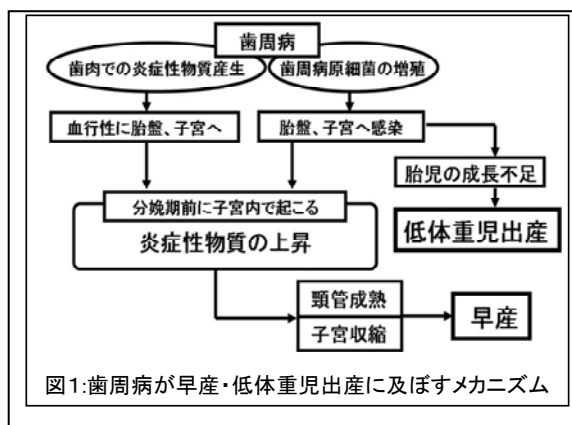 歯周病
歯肉での炎症性物質産生
歯周病原細菌の増殖
血行性に胎盤、子宮へ
胎盤、子宮へ感染
胎児の成長不足
分娩期前に子宮内で起こる
低体重児出産
炎症性物質の上昇
頸管成熟
早産
子宮収縮
図1:歯周病が早産・低体重児出産に及ぼすメカニズム